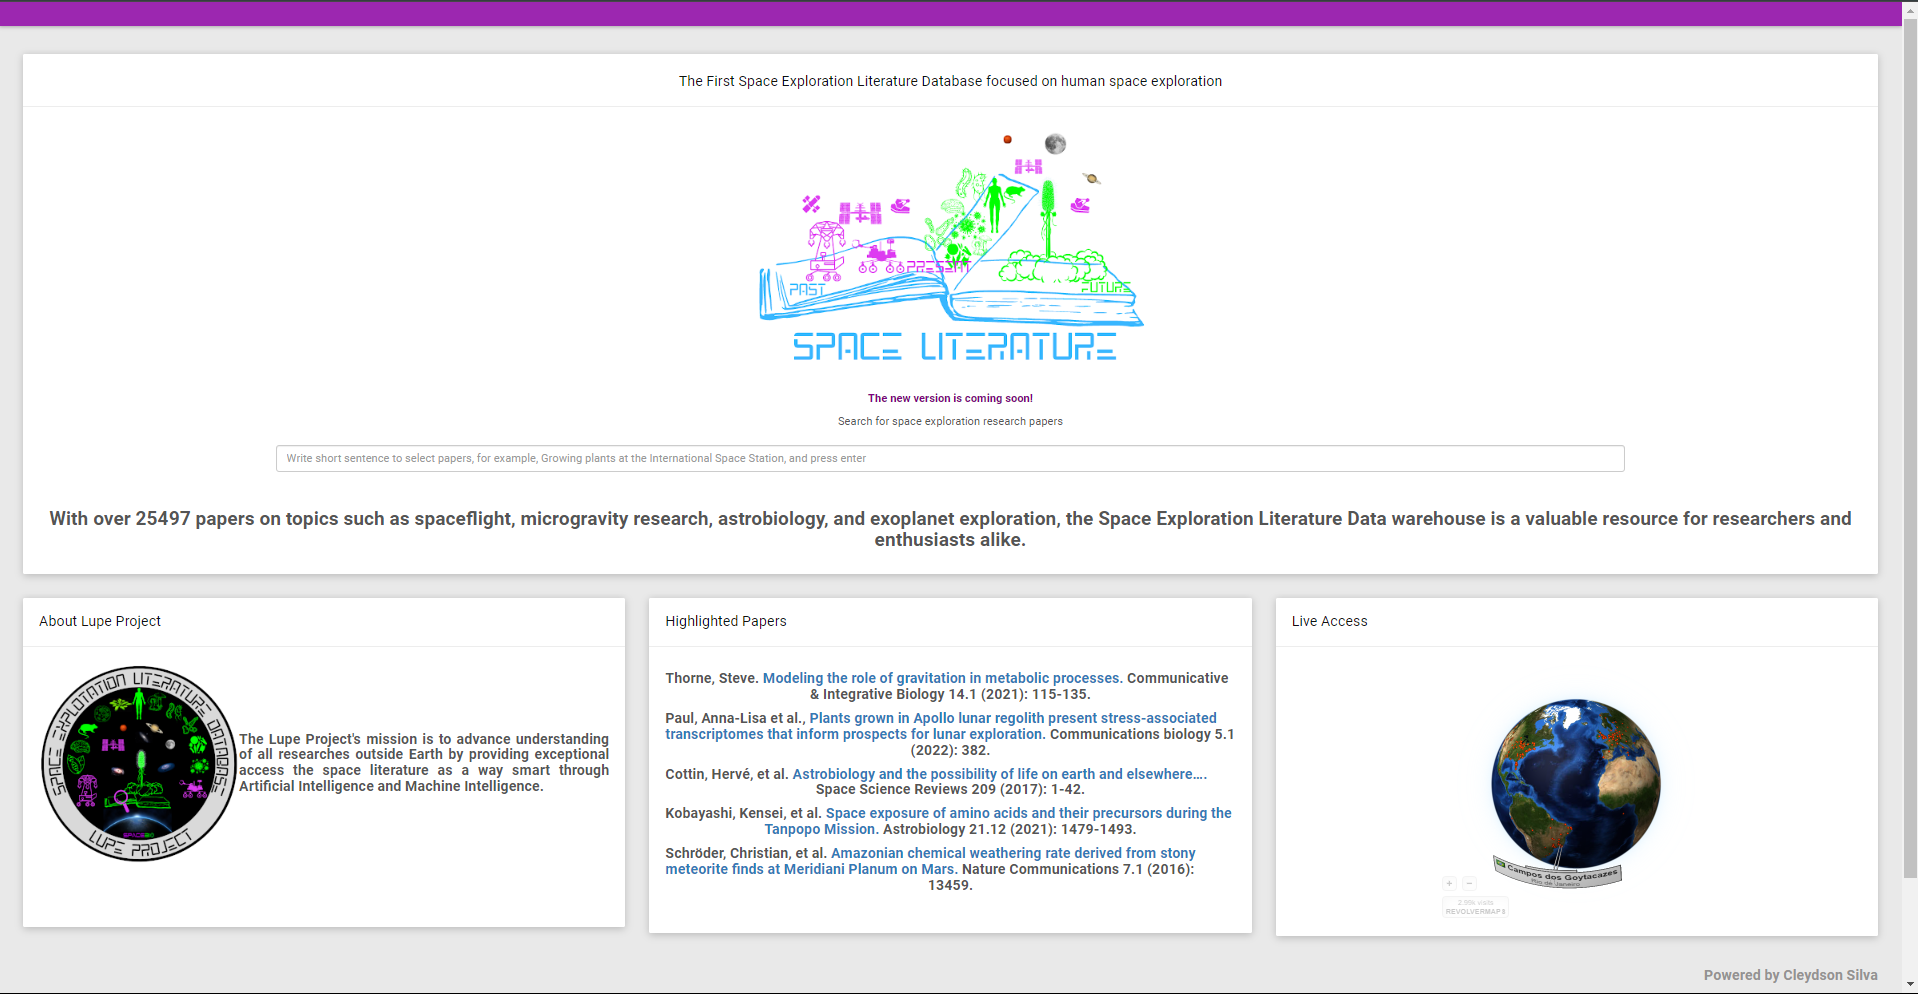 The First Space Exploration Literature Database focused on human space exploration
PRESENT
PAST
FUTURE
SPACE LITERATURE
The new version is coming soon!
Search for space exploration research papers
Write short sentence to select papers, for example, Growing plants at the International Space Station, and press enter
With over 25497 papers on topics such as spaceflight, microgravity research, astrobiology, and exoplanet exploration, the Space Exploration Literature Data warehouse is a valuable resource for researchers and
enthusiasts alike.
About Lupe Project
SPACE EXPLOTATION LITERATURE DATABASE
LUPE PROJECT
The Lupe Project's mission is to advance understanding
of all researches outside Earth by providing exceptional
access the space literature as a way smart through
Artificial Intelligence and Machine Intelligence.
Highlighted Papers
Thorne, Steve. Modeling the role of gravitation in metabolic processes. Communicative
& Integrative Biology 14.1 (2021): 115-135.
Paul, Anna-Lisa et al., Plants grown in Apollo lunar regolith present stress-associated
transcriptomes that inform prospects for lunar exploration. Communications biology 5.1
(2022): 382.
Cottin, Hervé, et al. Astrobiology and the possibility of life on earth and elsewhere….
Space Science Reviews 209 (2017): 1-42.
Kobayashi, Kensei, et al. Space exposure of amino acids and their precursors during the
Tanpopo Mission. Astrobiology 21.12 (2021): 1479-1493.
Schröder, Christian, et al. Amazonian chemical weathering rate derived from stony
meteorite finds at Meridiani Planum on Mars. Nature Communications 7.1 (2016):
13459.
Live Access
Campos dos Goytacazes
Rio de Janeiro
+ −
2.99k visits
REVOLVERMAPS
Powered by Cleydson Silva